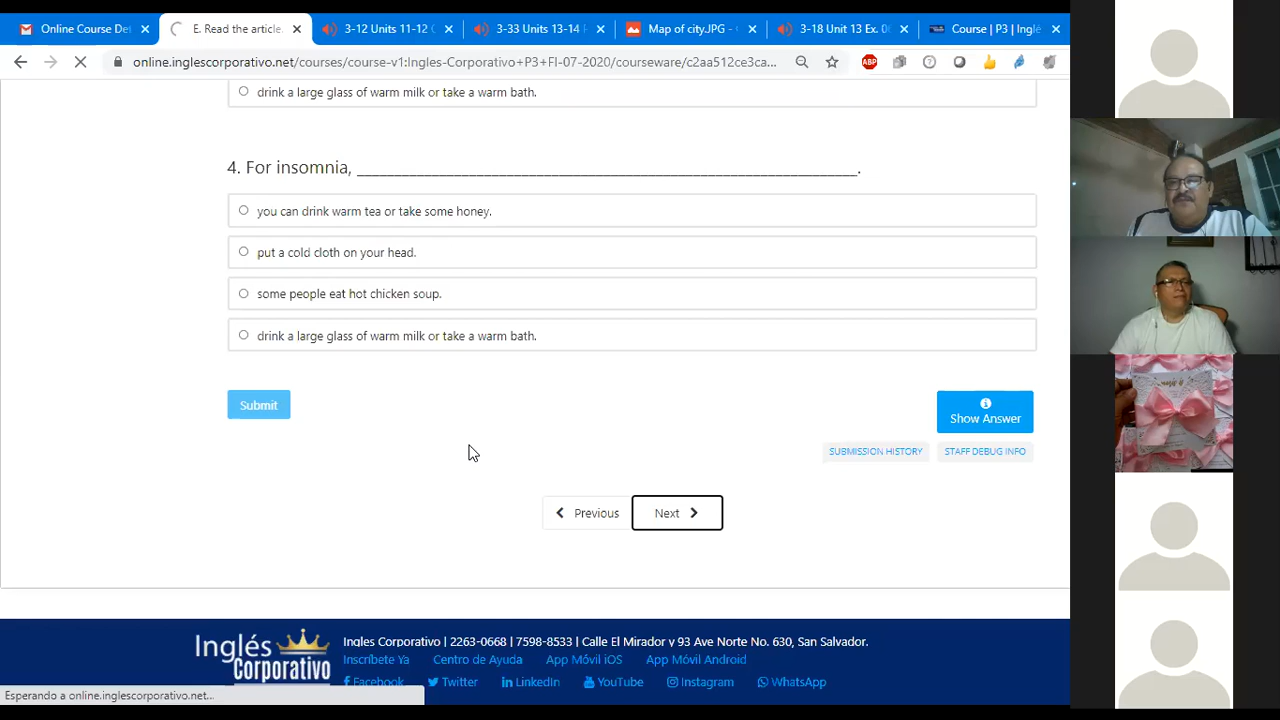 Online Course De
E. Read the article.
3-12 Units 11-12
3-33 Units 13-14
Map of city.JPG -
3-18 Unit 13 Ex. 0
Course | P3 | Ingl
online.inglescorporativo.net/courses/course-v1:Ingles-Corporativo+P3+FI-07-2020/courseware/c2aa512ce3ca...
ABP
drink a large glass of warm milk or take a warm bath.
4. For insomnia, ______________________________________________________________.
you can drink warm tea or take some honey.
put a cold cloth on your head.
some people eat hot chicken soup.
drink a large glass of warm milk or take a warm bath.
Submit
Show Answer
SUBMISSION HISTORY
STAFF DEBUG INFO
Previous
Next
Inglés
Corporativo
Ingles Corporativo | 2263-0668 | 7598-8533 | Calle El Mirador y 93 Ave Norte No. 630, San Salvador.
Inscríbete Ya
Centro de Ayuda
App Móvil iOS
App Móvil Android
Facebook
Twitter
LinkedIn
YouTube
Instagram
WhatsApp
Esperando a online.inglescorporativo.net...